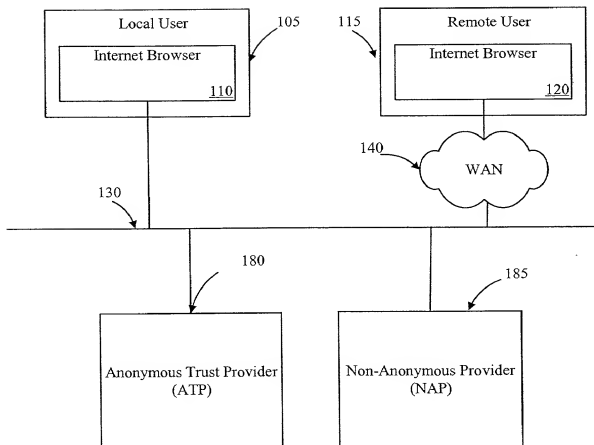 Local User
Internet Browser
110
105
115
Remote User
Internet Browser
120
140
WAN
130
180
185
Anonymous Trust Provider
(ATP)
Non-Anonymous Provider
(NAP)